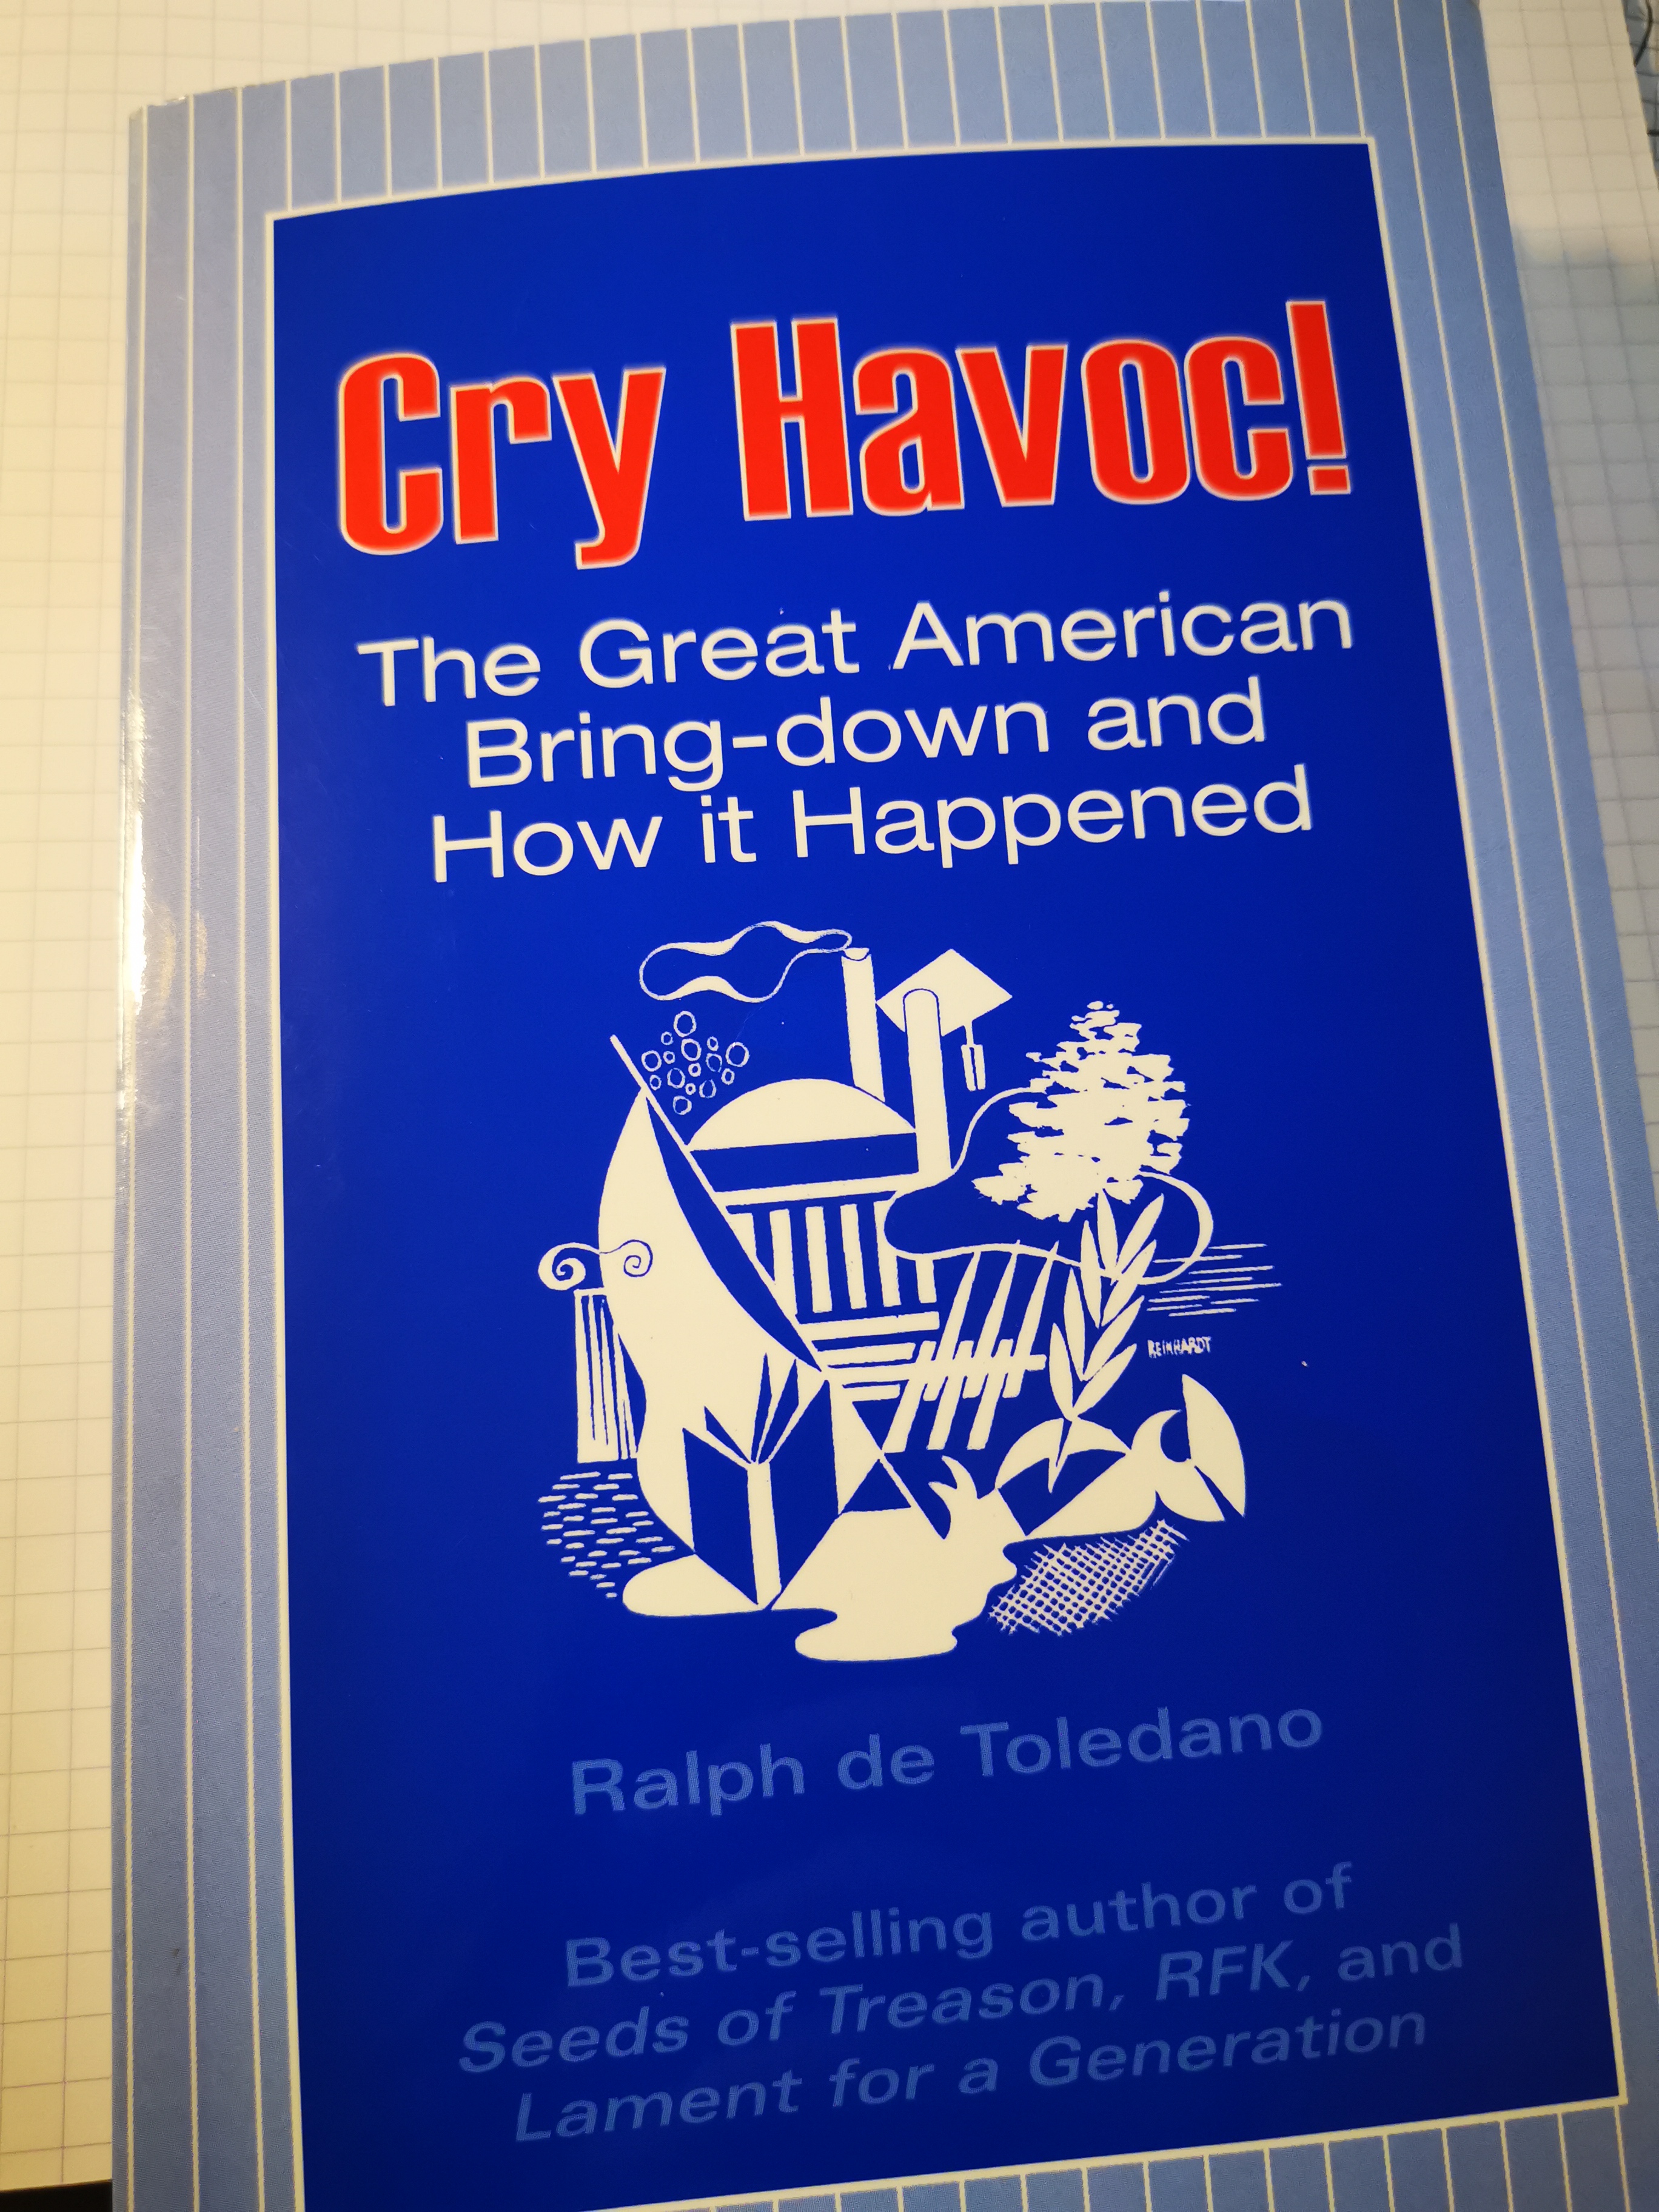 Cry Havoc!
The Great American
Bring-down and
How it Happened
REINHARDT
Ralph de Toledano
Best-selling author of
Seeds of Treason, RFK, and
Lament for a Generation